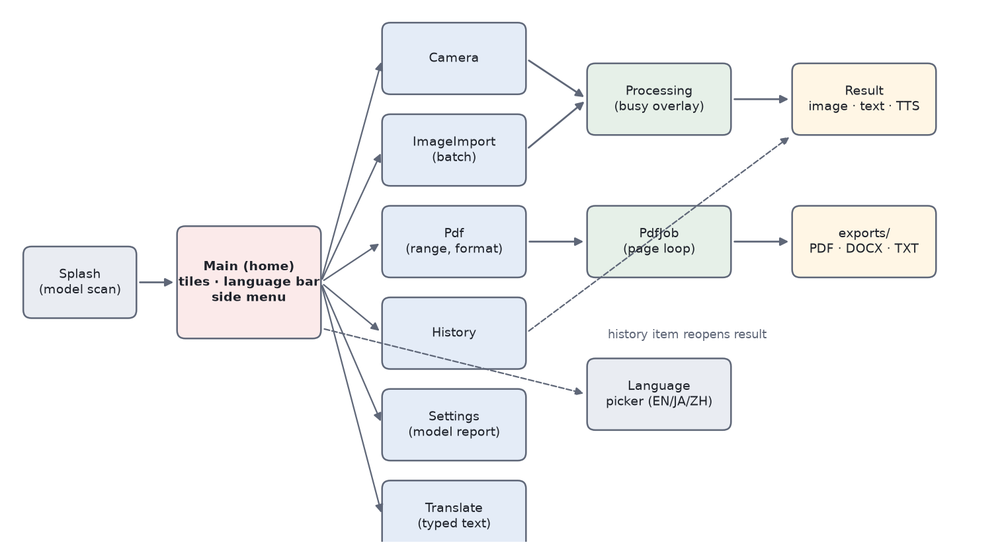 Splash
(model scan)
Main (home)
tiles · language bar
side menu
Camera
ImageImport
(batch)
Pdf
(range, format)
History
Settings
(model report)
Translate
(typed text)
Processing
(busy overlay)
PdfJob
(page loop)
history item reopens result
Language
picker (EN/JA/ZH)
Result
image · text · TTS
exports/
PDF · DOCX · TXT